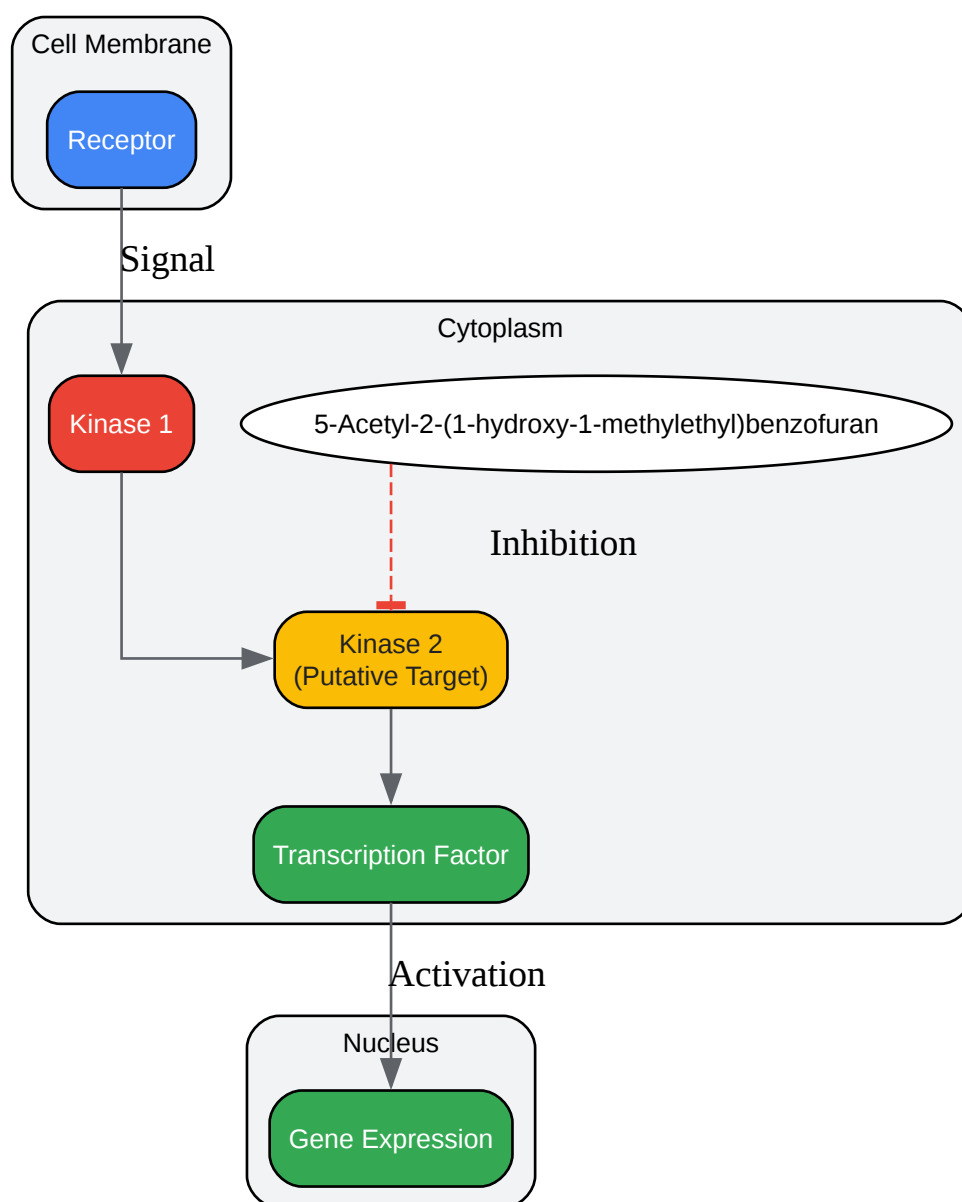 Cell Membrane
Receptor
Signal
Cytoplasm
Kinase 1
5-Acetyl-2-(1-hydroxy-1-methylethyl)benzofuran
Inhibition
Kinase 2
(Putative Target)
Transcription Factor
Activation
Nucleus
Gene Expression